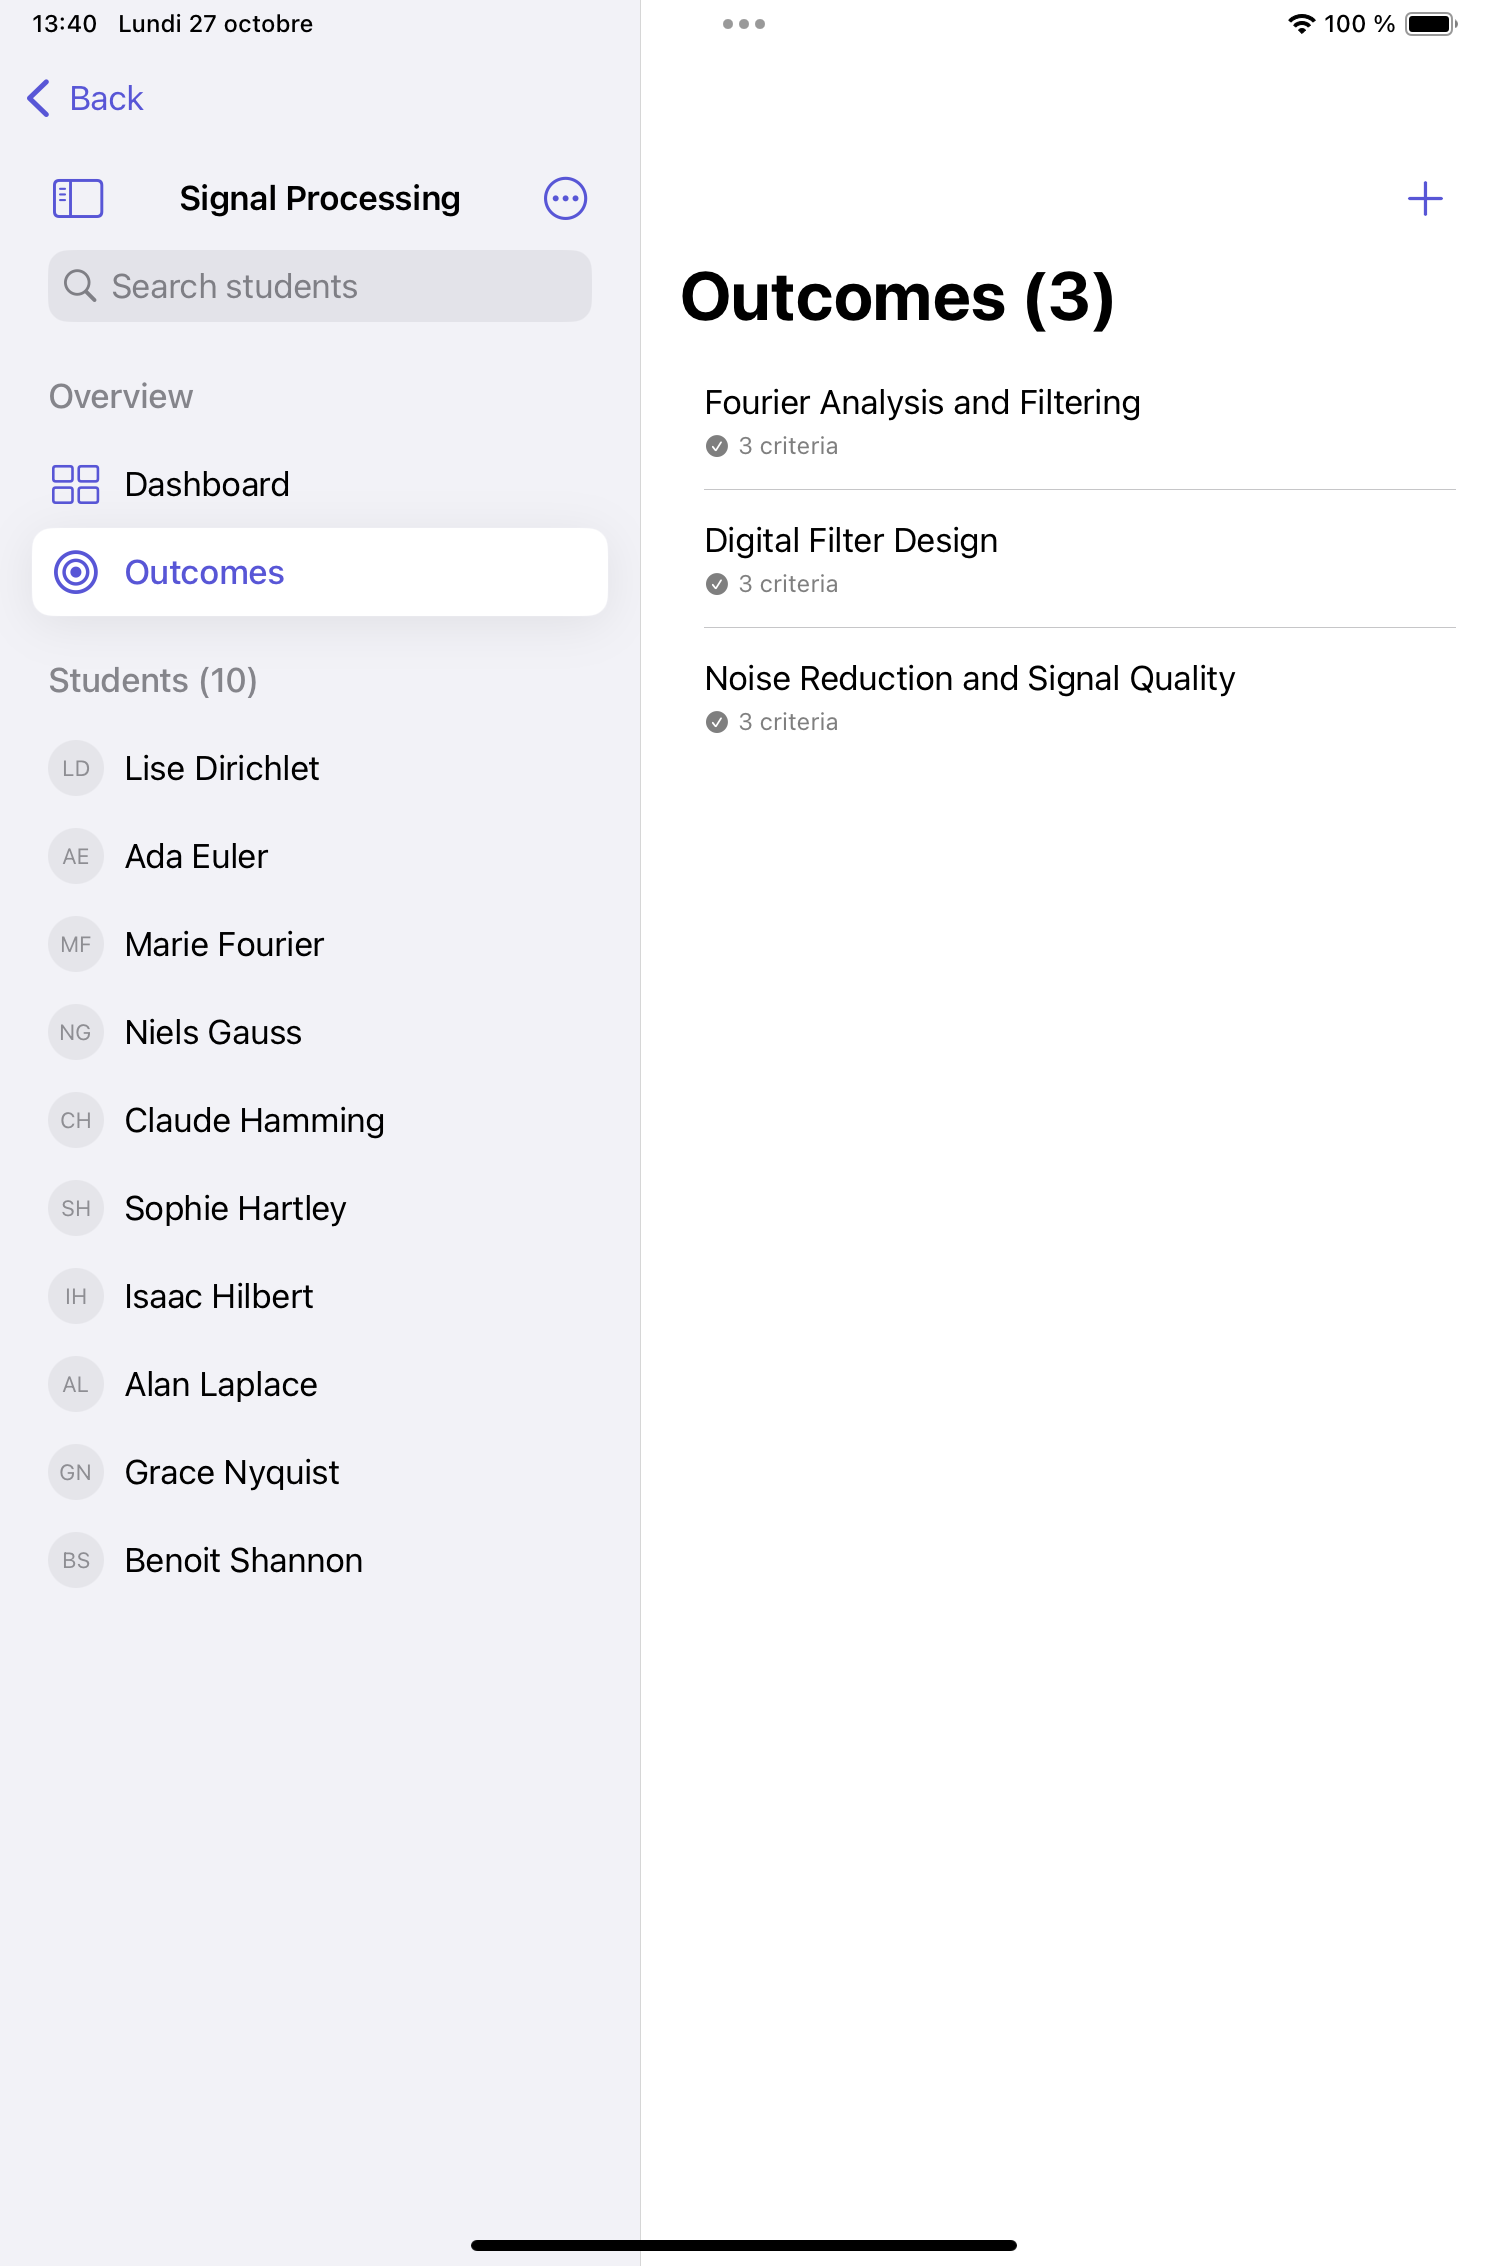 13:40 Lundi 27 octobre
100 %
Back
Signal Processing
Search students
Overview
Dashboard
Outcomes
Students (10)
LD Lise Dirichlet
AE Ada Euler
MF Marie Fourier
NG Niels Gauss
CH Claude Hamming
SH Sophie Hartley
IH Isaac Hilbert
AL Alan Laplace
GN Grace Nyquist
BS Benoit Shannon
Outcomes (3)
Fourier Analysis and Filtering
3 criteria
Digital Filter Design
3 criteria
Noise Reduction and Signal Quality
3 criteria